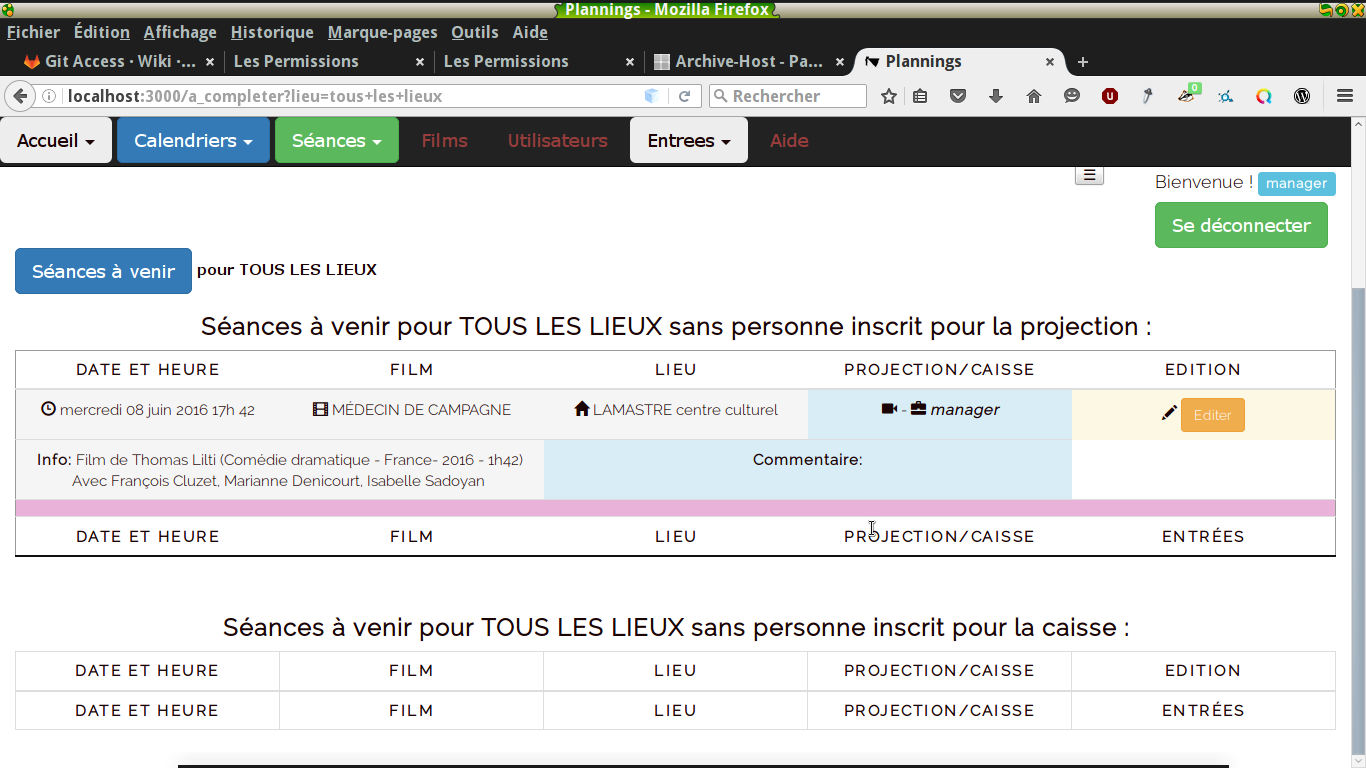 Plannings - Mozilla Firefox
Fichier Édition Affichage Historique Marque-pages Outils Aide
Git Access · Wiki ·... × Les Permissions × Les Permissions × Archive-Host - Pa... × Plannings × +
localhost:3000/a_completer?lieu=tous+les+lieux Rechercher 0
Accueil Calendriers Séances Films Utilisateurs Entrees Aide
Bienvenue ! manager
Se déconnecter
Séances à venir pour TOUS LES LIEUX
Séances à venir pour TOUS LES LIEUX sans personne inscrit pour la projection :
DATE ET HEURE FILM LIEU PROJECTION/CAISSE EDITION
mercredi 08 juin 2016 17h 42 MÉDECIN DE CAMPAGNE LAMASTRE centre culturel - manager Editer
Info: Film de Thomas Lilti (Comédie dramatique - France- 2016 - 1h42) Commentaire:
Avec François Cluzet, Marianne Denicourt, Isabelle Sadoyan
DATE ET HEURE FILM LIEU PROJECTION/CAISSE ENTRÉES
Séances à venir pour TOUS LES LIEUX sans personne inscrit pour la caisse :
DATE ET HEURE FILM LIEU PROJECTION/CAISSE EDITION
DATE ET HEURE FILM LIEU PROJECTION/CAISSE ENTRÉES